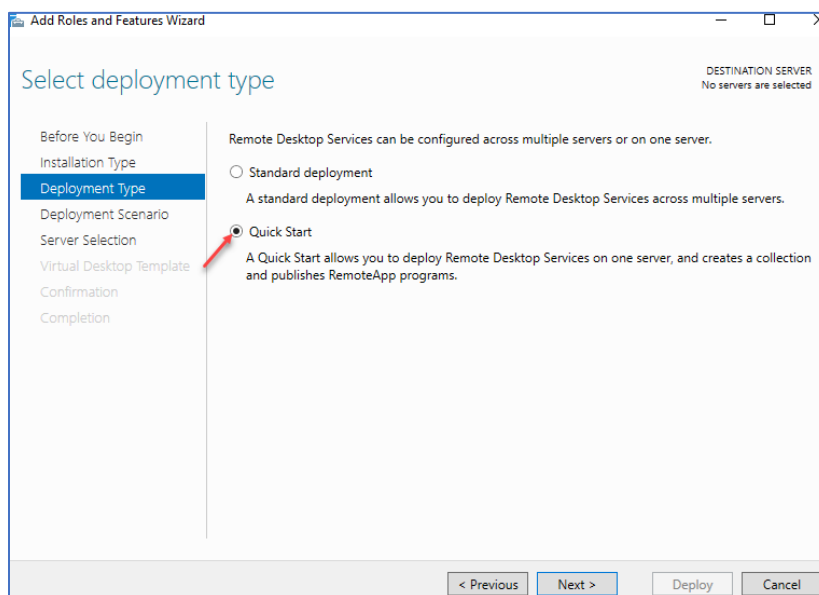 Add Roles and Features Wizard
Select deployment type
DESTINATION SERVER
No servers are selected
Before You Begin
Installation Type
Deployment Type
Deployment Scenario
Server Selection
Virtual Desktop Template
Confirmation
Completion
Remote Desktop Services can be configured across multiple servers or on one server.
Standard deployment
A standard deployment allows you to deploy Remote Desktop Services across multiple servers.
Quick Start
A Quick Start allows you to deploy Remote Desktop Services on one server, and creates a collection
and publishes RemoteApp programs.
< Previous
Next >
Deploy
Cancel